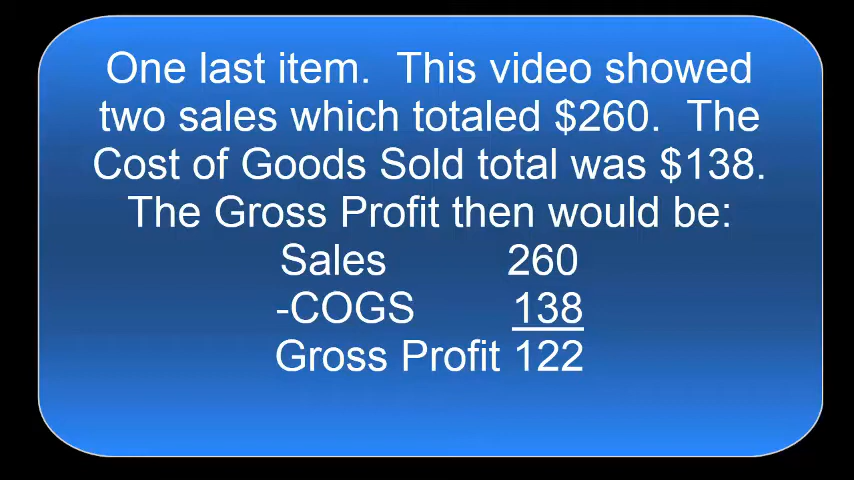 One last item.  This video showed
two sales which totaled $260.  The
Cost of Goods Sold total was $138.
The Gross Profit then would be:
Sales 260
-COGS 138
Gross Profit 122